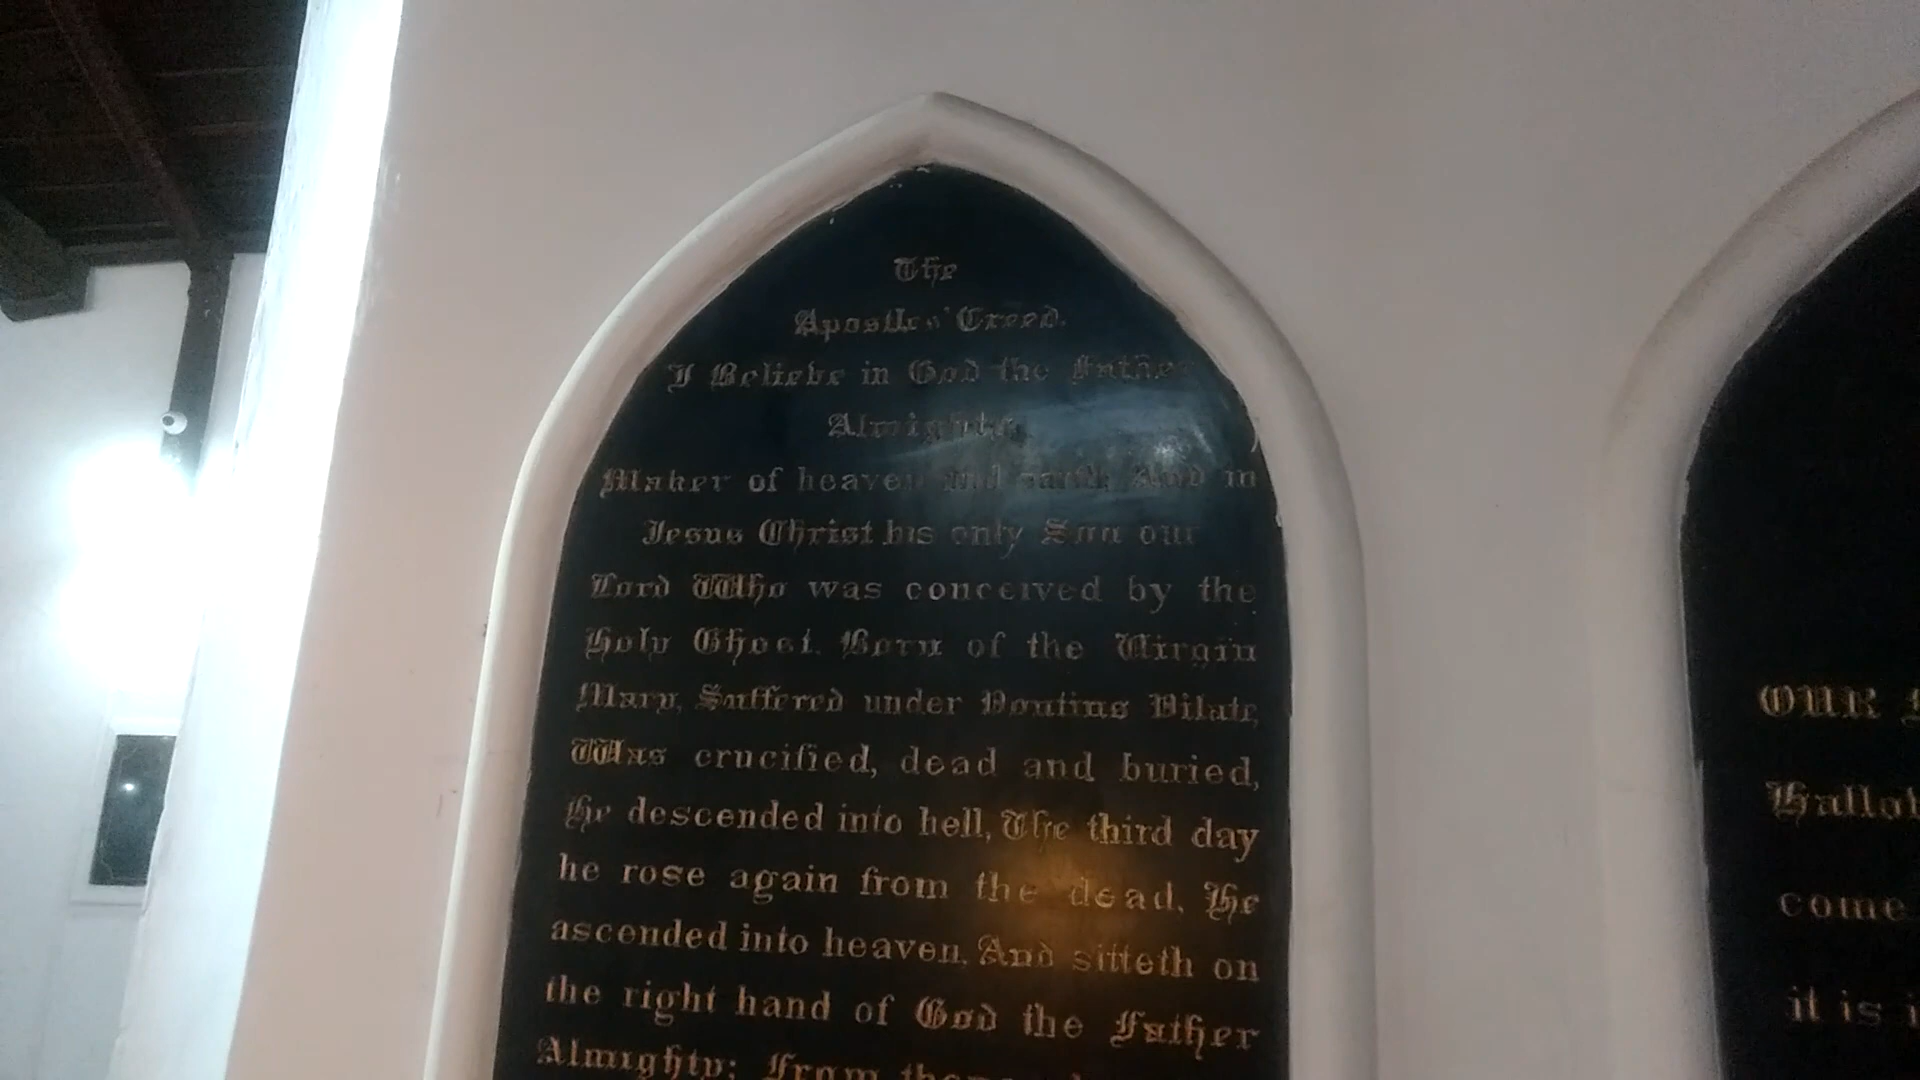 The
Apostles' Creed.
I Believe in God the Father
Almighty,
Maker of heaven and earth And in
Jesus Christ his only Son our
Lord Who was conceived by the
Holy Ghost. Born of the Virgin
Mary, Suffered under Pontius Pilate,
Was crucified, dead and buried,
He descended into hell, The third day
he rose again from the dead, He
ascended into heaven, And sitteth on
the right hand of God the Father
Almighty; From
OUR
come
it is